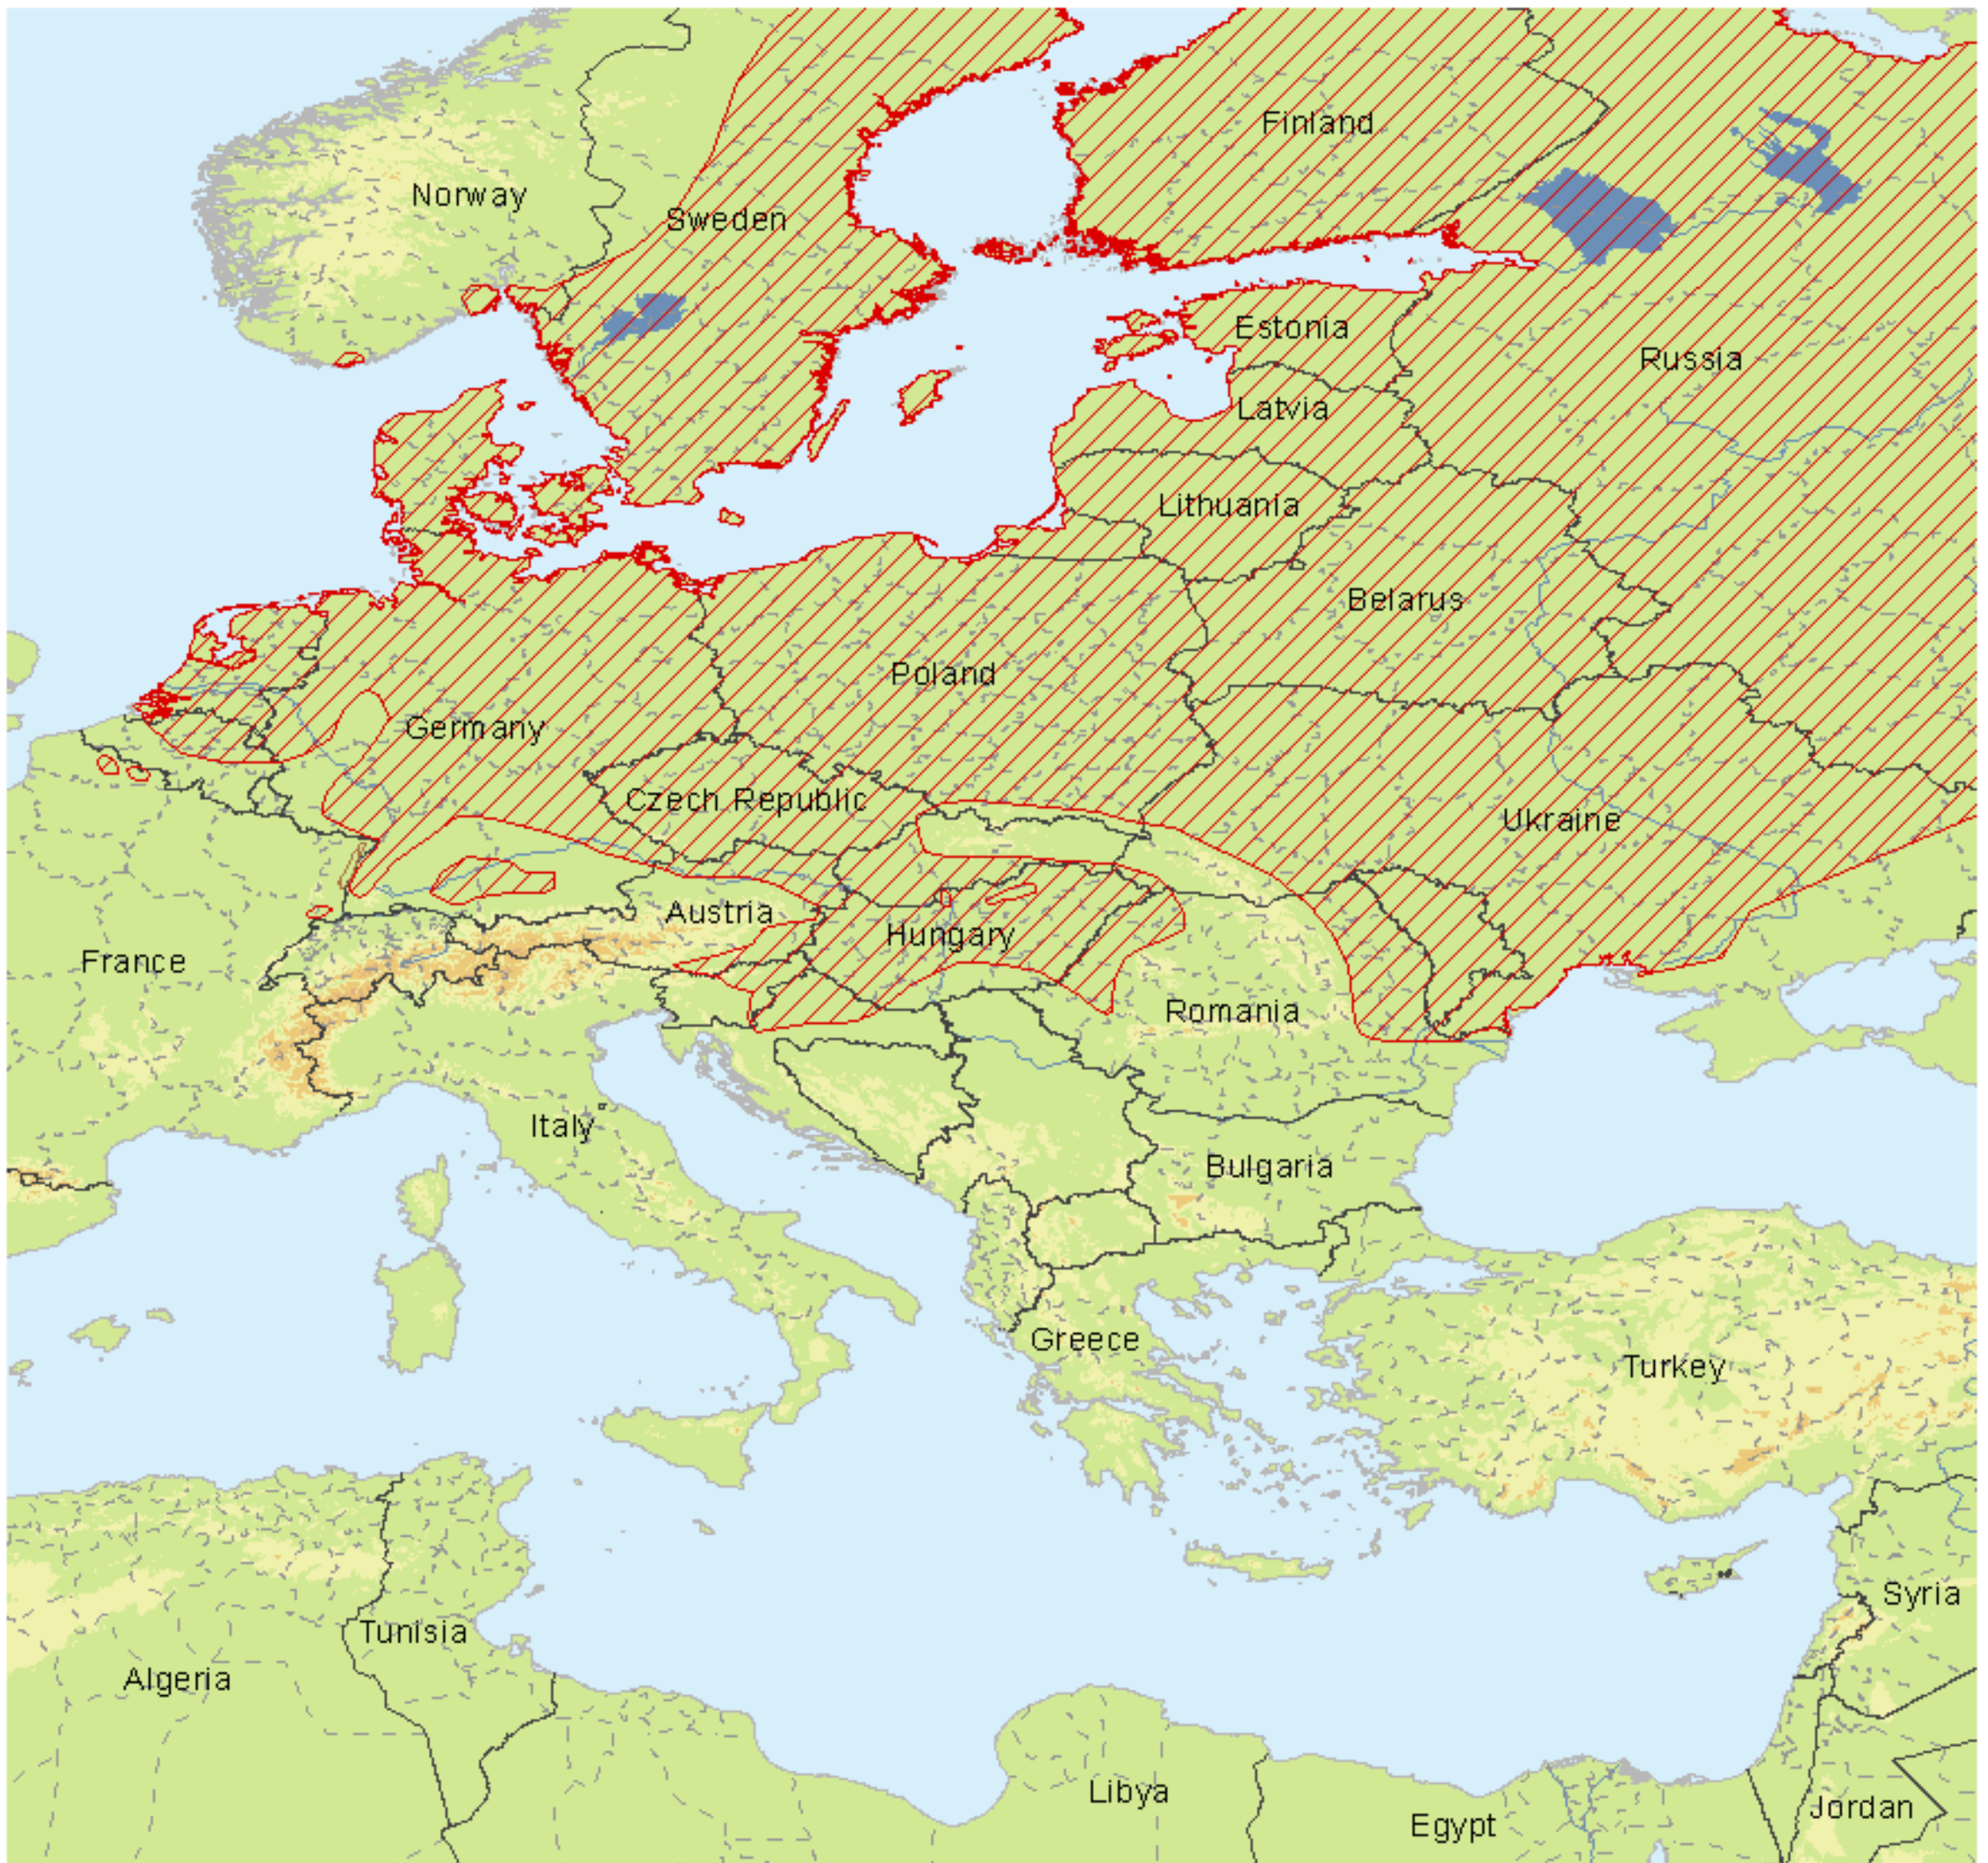 Finland
Norway
Sweden
Estonia
Russia
Latvia
Lithuania
Belarus
Poland
Germany
Czech Republic
Ukraine
Austria
Hungary
France
Romania
Italy
Bulgaria
Greece
Turkey
Syria
Tunisia
Algeria
Libya
Jordan
Egypt